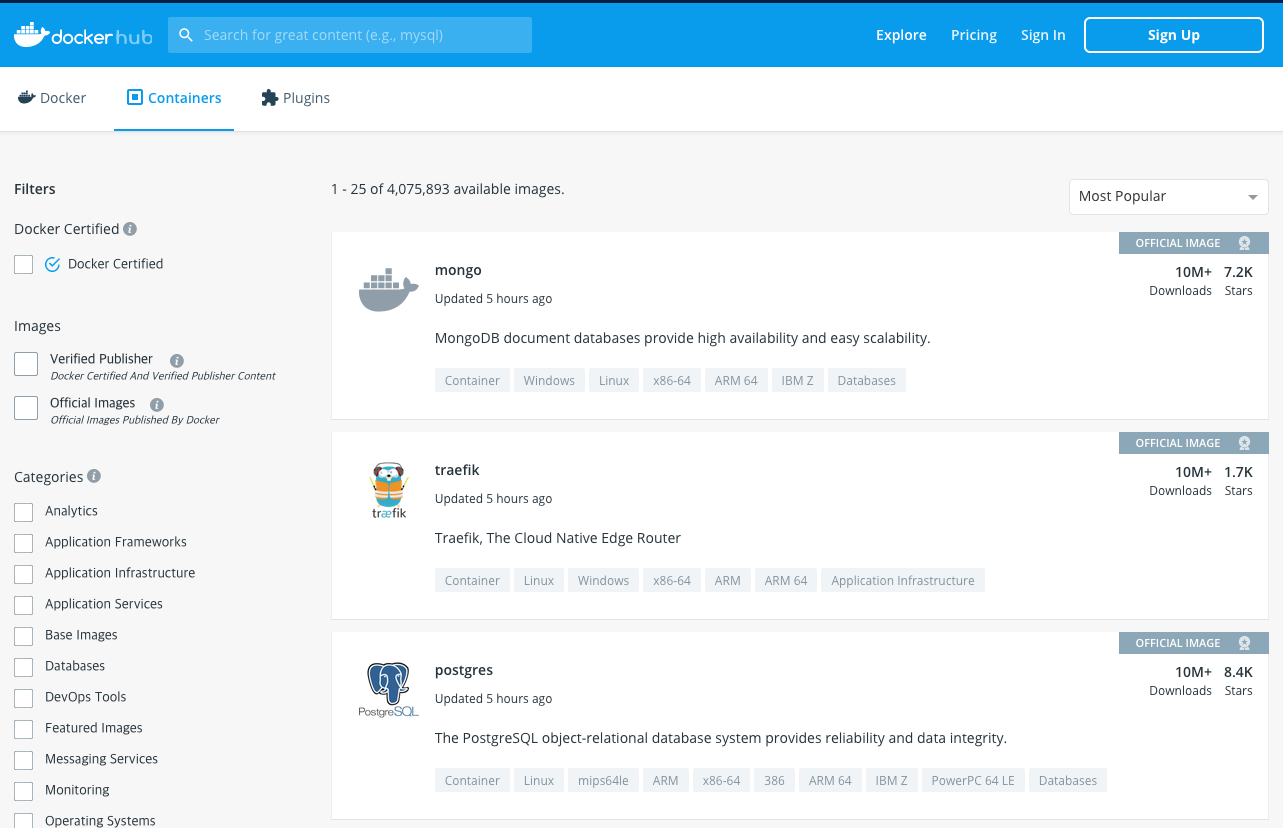 docker hub
Search for great content (e.g., mysql)
Explore
Pricing
Sign In
Sign Up
Docker
Containers
Plugins
Filters
Docker Certified
Docker Certified
Images
Verified Publisher
Docker Certified And Verified Publisher Content
Official Images
Official Images Published By Docker
Categories
Analytics
Application Frameworks
Application Infrastructure
Application Services
Base Images
Databases
DevOps Tools
Featured Images
Messaging Services
Monitoring
Operating Systems
1 - 25 of 4,075,893 available images.
Most Popular
OFFICIAL IMAGE
mongo
Updated 5 hours ago
10M+ 7.2K
Downloads Stars
MongoDB document databases provide high availability and easy scalability.
Container Windows Linux x86-64 ARM 64 IBM Z Databases
OFFICIAL IMAGE
træfik
traefik
Updated 5 hours ago
10M+ 1.7K
Downloads Stars
Traefik, The Cloud Native Edge Router
Container Linux Windows x86-64 ARM ARM 64 Application Infrastructure
OFFICIAL IMAGE
PostgreSQL
postgres
Updated 5 hours ago
10M+ 8.4K
Downloads Stars
The PostgreSQL object-relational database system provides reliability and data integrity.
Container Linux mips64le ARM x86-64 386 ARM 64 IBM Z PowerPC 64 LE Databases